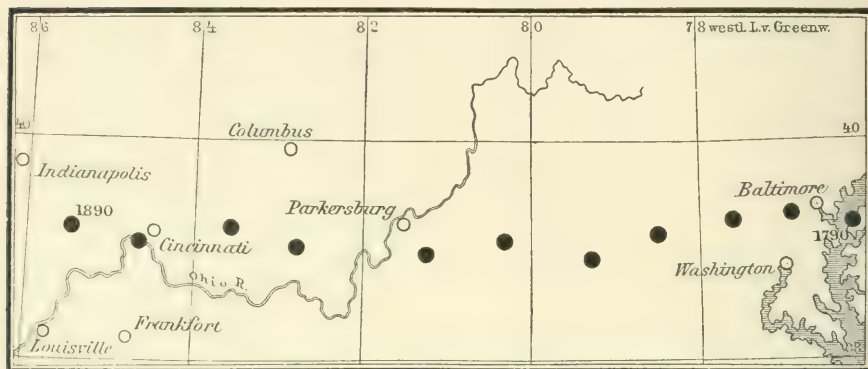 86 84 82 80 78 westl. L. v. Greenw.
40 40
Columbus
Indianapolis
Baltimore
1890
Parkersburg
1790
Cincinnati
Washington
Ohio R.
Frankfort
Louisville
38